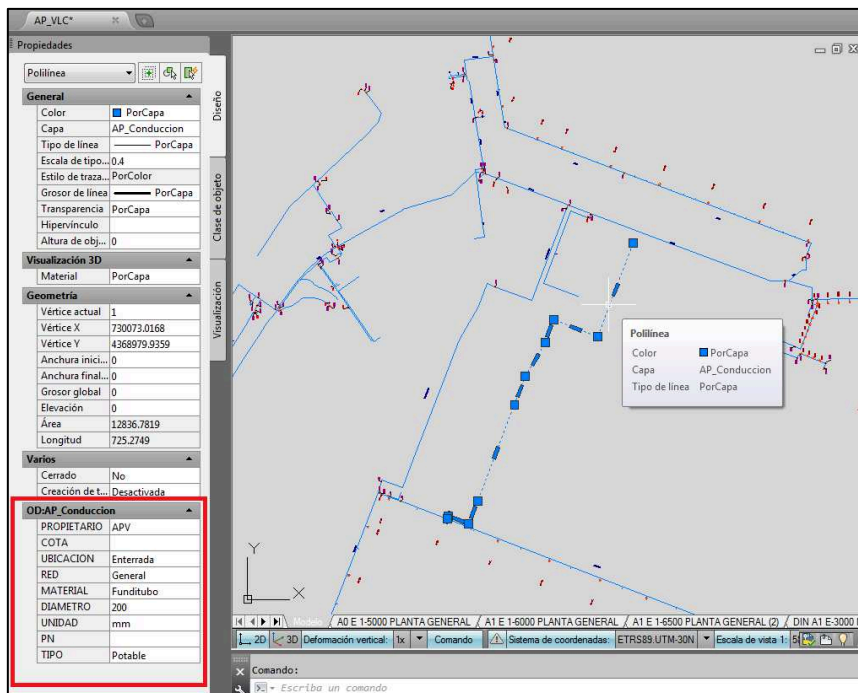 AP_VLC*
Propiedades
Polilínea
General
Color PorCapa
Capa AP_Conduccion
Tipo de línea PorCapa
Escala de tipo... 0.4
Estilo de traza... PorColor
Grosor de línea PorCapa
Transparencia PorCapa
Hipervínculo
Altura de obj... 0
Visualización 3D
Material PorCapa
Geometría
Vértice actual 1
Vértice X 730073.0168
Vértice Y 4368979.9359
Anchura inici... 0
Anchura final... 0
Grosor global 0
Elevación 0
Área 12836.7819
Longitud 725.2749
Varios
Cerrado No
Creación de t... Desactivada
OD:AP_Conduccion
PROPIETARIO APV
COTA
UBICACION Enterrada
RED General
MATERIAL Funditubo
DIAMETRO 200
UNIDAD mm
PN
TIPO Potable
Diseño
Clase de objeto
Visualización
Polilínea
Color PorCapa
Capa AP_Conduccion
Tipo de línea PorCapa
Y
X
Modelo A0 E 1-5000 PLANTA GENERAL A1 E 1-6000 PLANTA GENERAL A1 E 1-6500 PLANTA GENERAL (2) DIN A1 E-3000
2D 3D Deformación vertical: 1x Comando Sistema de coordenadas: ETRS89.UTM-30N Escala de vista 1:
Comando:
Escriba un comando